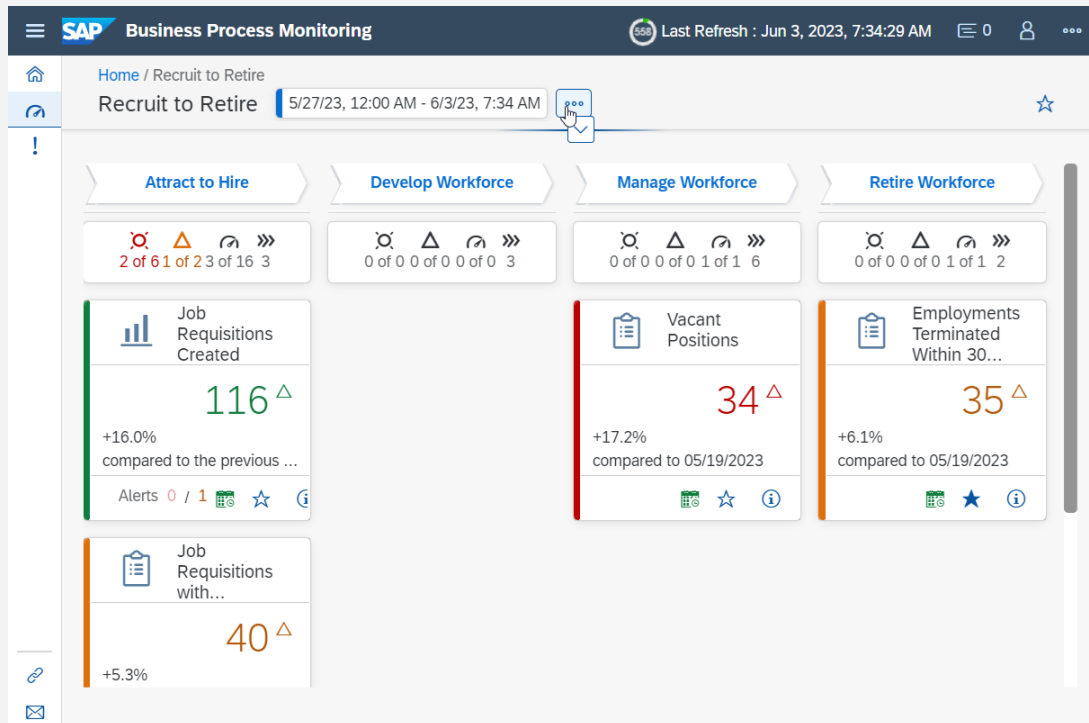 SAP Business Process Monitoring
558 Last Refresh : Jun 3, 2023, 7:34:29 AM 0
Home / Recruit to Retire
Recruit to Retire 5/27/23, 12:00 AM - 6/3/23, 7:34 AM
Attract to Hire
Develop Workforce
Manage Workforce
Retire Workforce
2 of 6 1 of 2 3 of 16 3
0 of 0 0 of 0 0 of 0 3
0 of 0 0 of 0 1 of 1 6
0 of 0 0 of 0 1 of 1 2
Job
Requisitions
Created
116
+16.0%
compared to the previous ...
Alerts 0 / 1
Vacant
Positions
34
+17.2%
compared to 05/19/2023
Employments
Terminated
Within 30...
35
+6.1%
compared to 05/19/2023
Job
Requisitions
with...
40
+5.3%